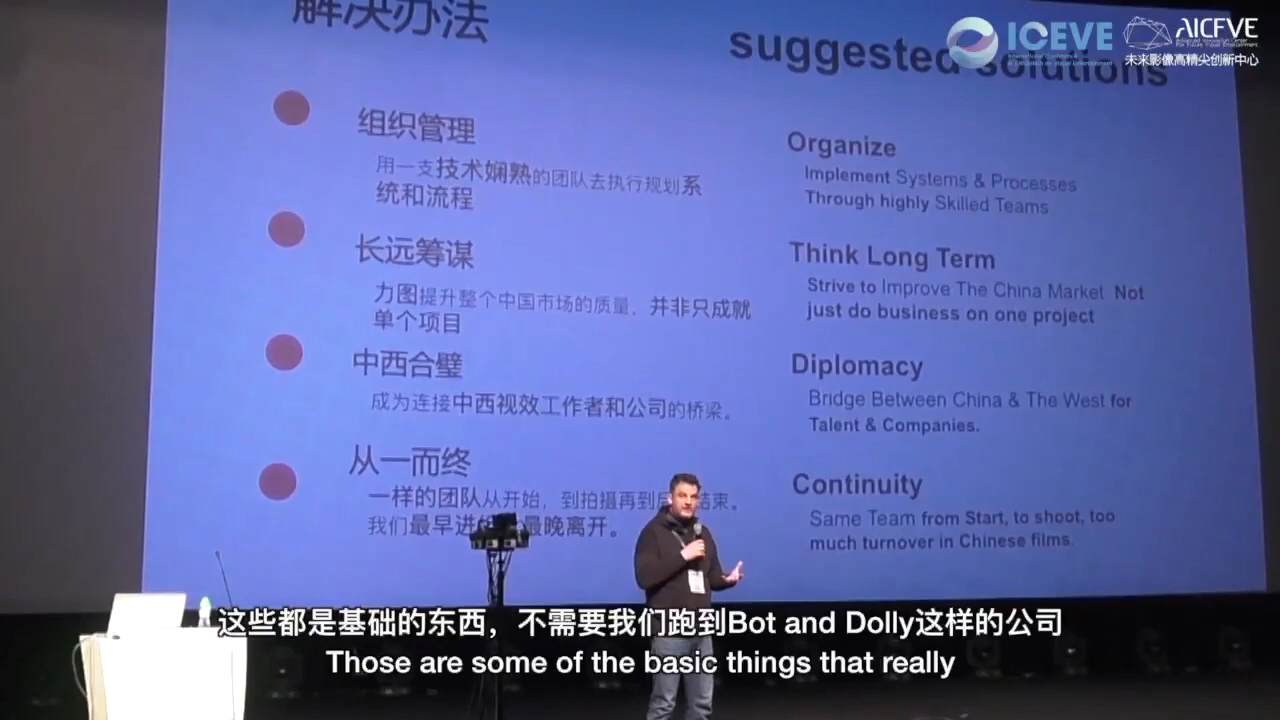 解决办法
suggested solutions
ICEVE
AICFVE
未来影像高精尖创新中心
组织管理
用一支技术娴熟的团队去执行规划系
统和流程
长远筹谋
力图提升整个中国市场的质量，并非只成就
单个项目
中西合璧
成为连接中西视效工作者和公司的桥梁。
从一而终
一样的团队从开始，到拍摄再到后 结束。
我们最早进 最晚离开。
Organize
Implement Systems & Processes
Through highly Skilled Teams
Think Long Term
Strive to Improve The China Market Not
just do business on one project
Diplomacy
Bridge Between China & The West for
Talent & Companies.
Continuity
Same Team from Start, to shoot, too
much turnover in Chinese films.
这些都是基础的东西，不需要我们跑到Bot and Dolly这样的公司
Those are some of the basic things that really